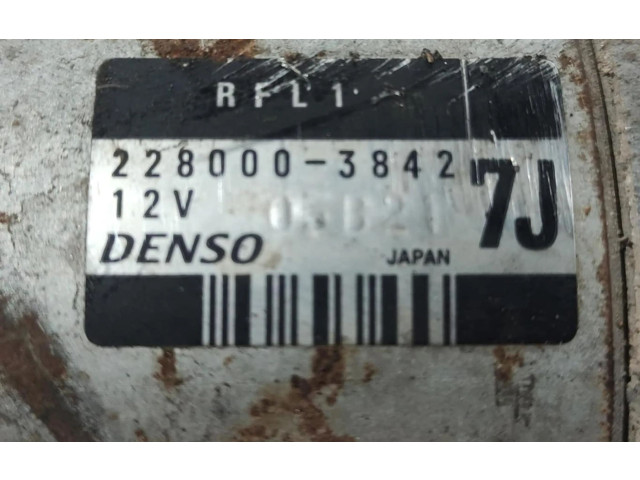 RFL1
228000-3842
7J
12V
DENSO
JAPAN